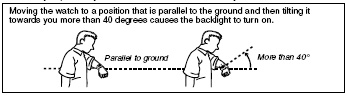 Moving the watch to a position that is parallel to the ground and then tilting it
towards you more than 40 degrees causes the backlight to turn on.
Parallel to ground
More than 40°